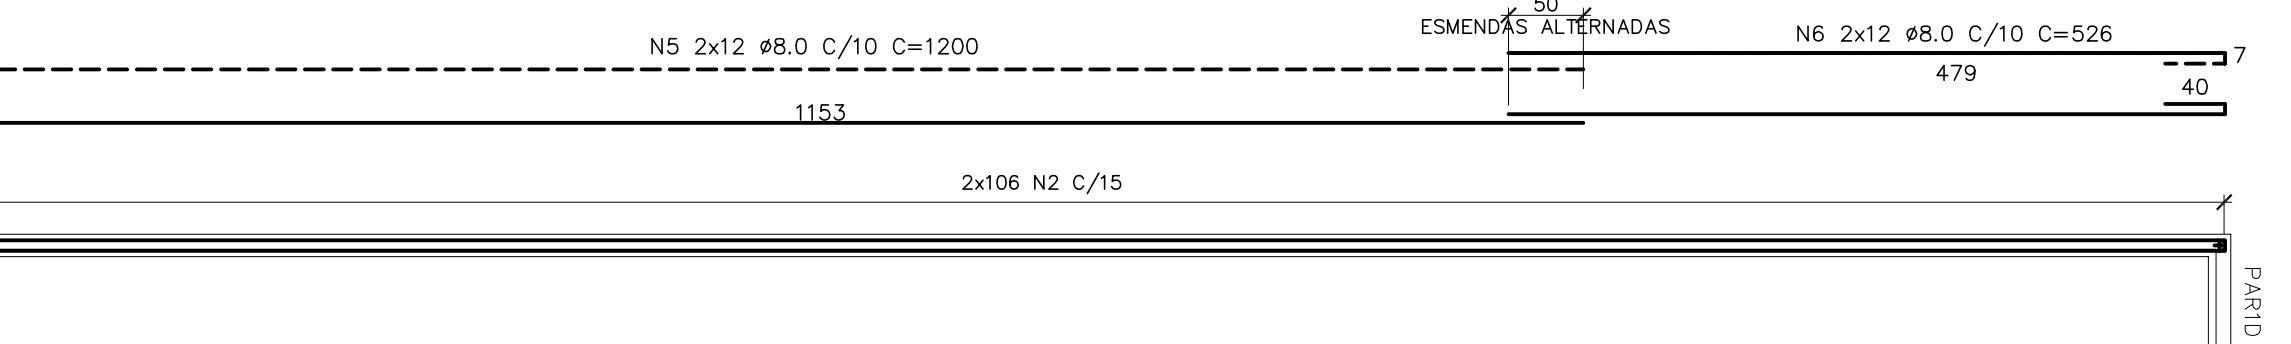 50
ESMENDAS ALTERNADAS
N5 2x12 ø8.0 C/10 C=1200
N6 2x12 ø8.0 C/10 C=526
7
479
40
1153
2x106 N2 C/15
PAR1D